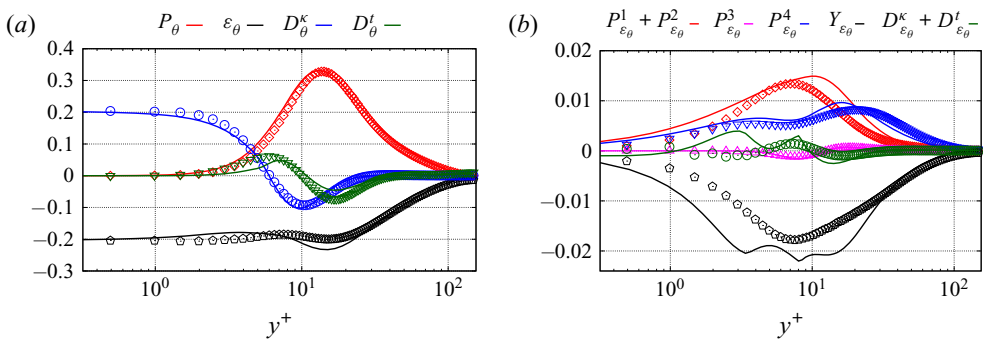 (a) P_θ ε_θ D^κ_θ D^t_θ
0.4
0.3
0.2
0.1
0
−0.1
−0.2
−0.3
10^0 10^1 10^2
y^+
(b) P^1_{ε_θ} + P^2_{ε_θ} P^3_{ε_θ} P^4_{ε_θ} Y_{ε_θ} D^κ_{ε_θ} + D^t_{ε_θ}
0.02
0.01
0
−0.01
−0.02
10^0 10^1 10^2
y^+